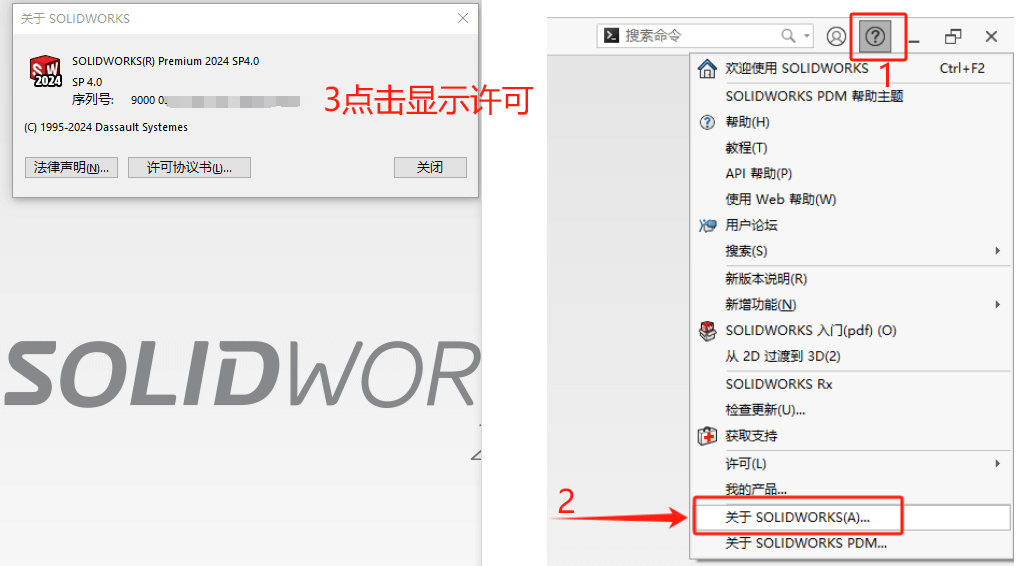 关于 SOLIDWORKS
SOLIDWORKS(R) Premium 2024 SP4.0
SP 4.0
序列号: 9000 0
(C) 1995-2024 Dassault Systemes
法律声明(N)... 许可协议书(L)... 关闭
SW
2024
3点击显示许可
SOLIDWOR
搜索命令
1
欢迎使用 SOLIDWORKS Ctrl+F2
SOLIDWORKS PDM 帮助主题
帮助(H)
教程(T)
API 帮助(P)
使用 Web 帮助(W)
用户论坛
搜索(S)
新版本说明(R)
新增功能(N)
SOLIDWORKS 入门(pdf) (O)
从 2D 过渡到 3D(2)
SOLIDWORKS Rx
检查更新(U)...
获取支持
许可(L)
我的产品...
2
关于 SOLIDWORKS(A)...
关于 SOLIDWORKS PDM...